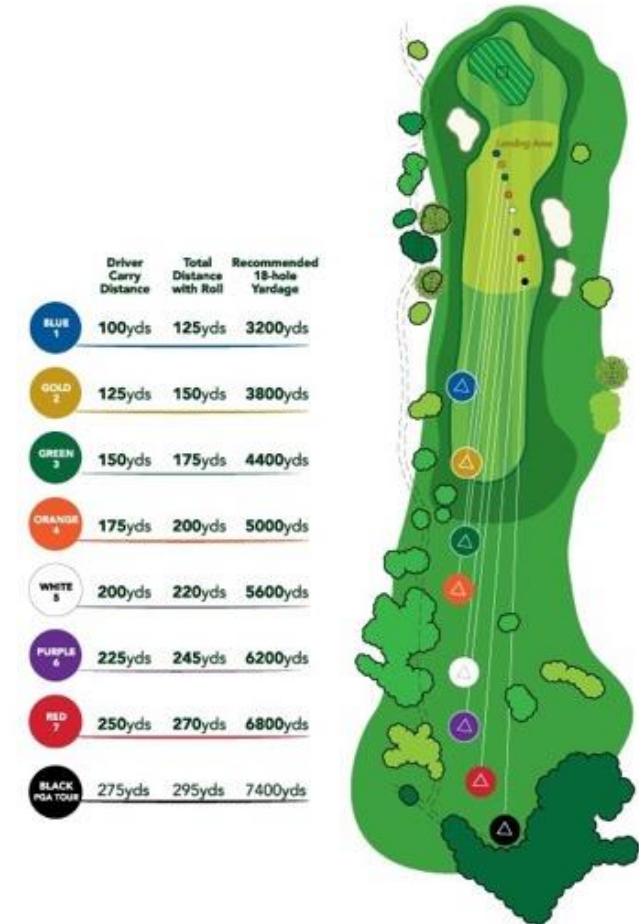 Landing Area
Driver Carry Distance Total Distance with Roll Recommended 18-hole Yardage
BLUE 1 100yds 125yds 3200yds
GOLD 2 125yds 150yds 3800yds
GREEN 3 150yds 175yds 4400yds
ORANGE 4 175yds 200yds 5000yds
WHITE 5 200yds 220yds 5600yds
PURPLE 6 225yds 245yds 6200yds
RED 7 250yds 270yds 6800yds
BLACK PGA TOUR 275yds 295yds 7400yds